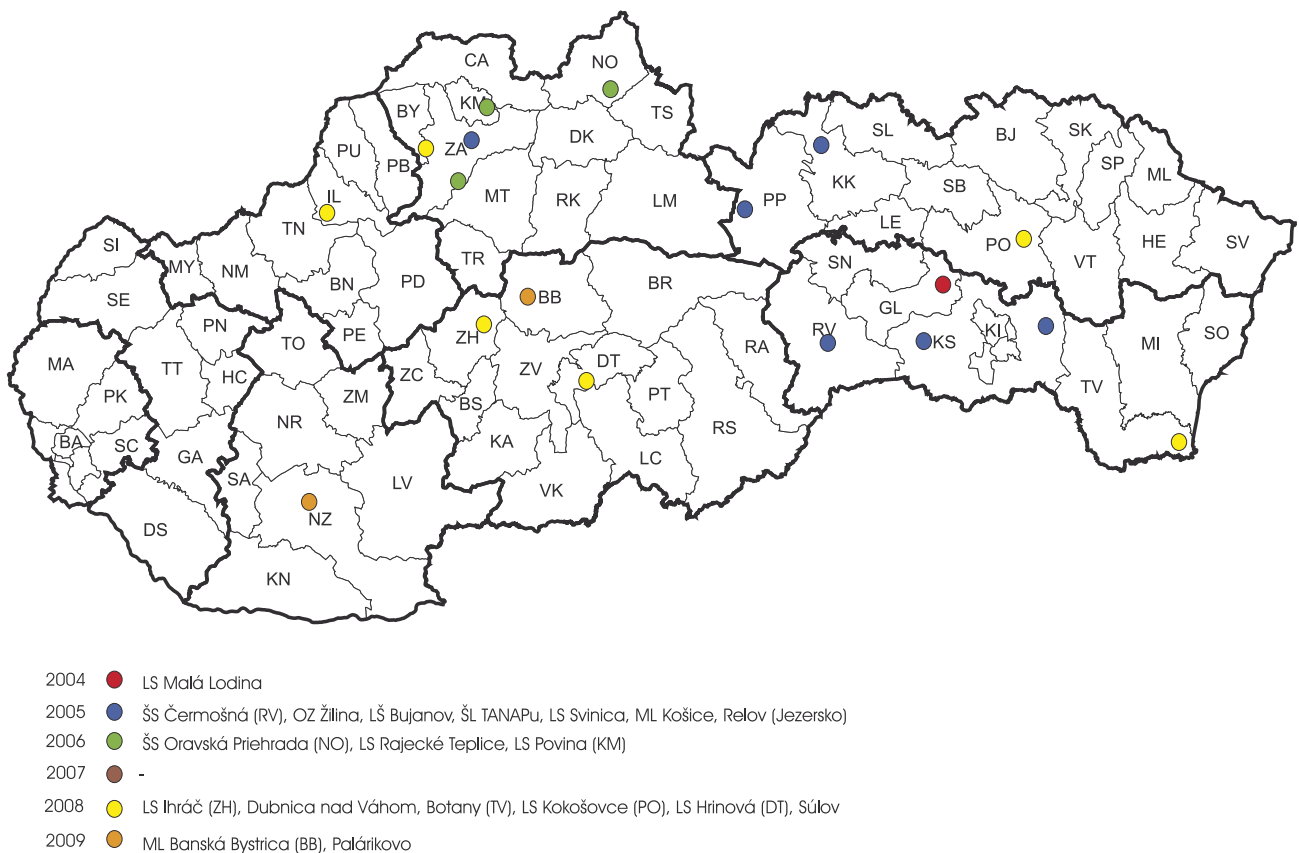 CA
NO
BY
KM
TS
ZA
DK
PU
PB
IL
MT
RK
LM
PP
SL
BJ
SK
SP
ML
KK
SB
LE
PO
HE
SV
VT
TN
SI
MY
NM
TR
SE
BN
PD
PE
SN
GL
RV
KS
KI
MI
SO
TV
BB
BR
ZH
PN
TO
MA
TT
HC
PK
ZC
ZV
DT
RA
ZM
BS
PT
NR
KA
RS
BA
SC
GA
SA
LV
LC
VK
NZ
DS
KN
2004 LS Malá Lodina
2005 ŠS Čermošná (RV), OZ Žilina, LŠ Bujanov, ŠL TANAPu, LS Svinica, ML Košice, Relov (Jezersko)
2006 ŠS Oravská Priehrada (NO), LS Rajecké Teplice, LS Povina (KM)
2007 -
2008 LS Ihráč (ZH), Dubnica nad Váhom, Botany (TV), LS Kokošovce (PO), LS Hrinová (DT), Súlov
2009 ML Banská Bystrica (BB), Palárikovo